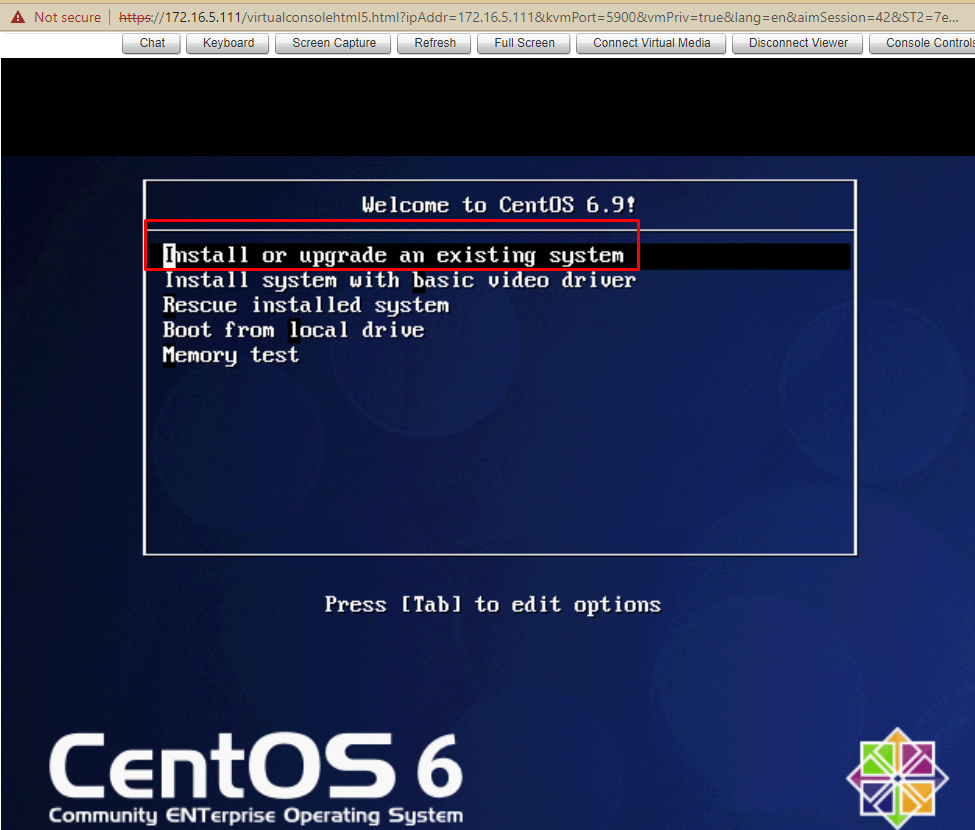 Not secure https://172.16.5.111/virtualconsolehtml5.html?ipAddr=172.16.5.111&kvmPort=5900&vmPriv=true&lang=en&aimSession=42&ST2=7e...
Chat Keyboard Screen Capture Refresh Full Screen Connect Virtual Media Disconnect Viewer Console Controls
Welcome to CentOS 6.9!
Install or upgrade an existing system
Install system with basic video driver
Rescue installed system
Boot from local drive
Memory test
Press [Tab] to edit options
CentOS 6
Community ENTerprise Operating System